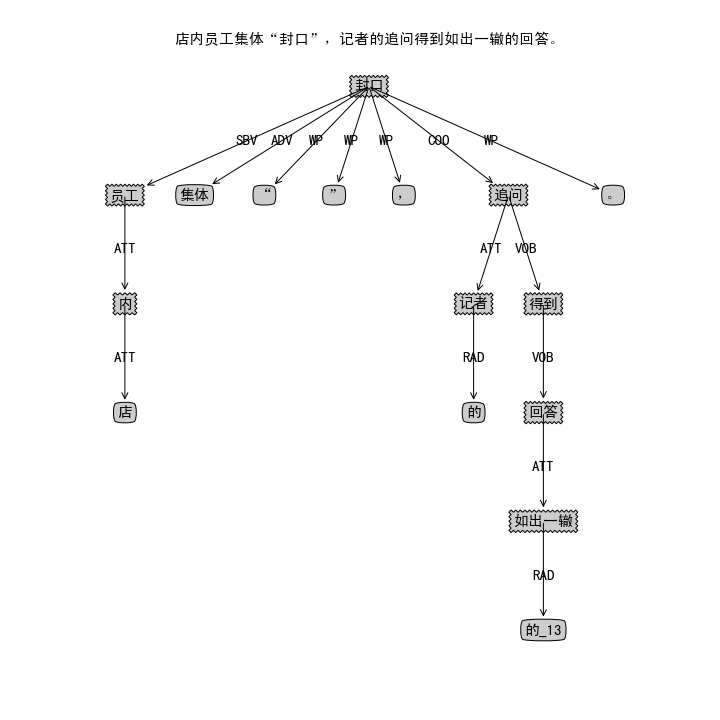 店内员工集体“封口”，记者的追问得到如出一辙的回答。
封口
SBV ADV WP WP WP COO WP
员工 集体 “ ” ， 追问 。
ATT ATT VOB
内 记者 得到
ATT RAD VOB
店 的 回答
ATT
如出一辙
RAD
的_13